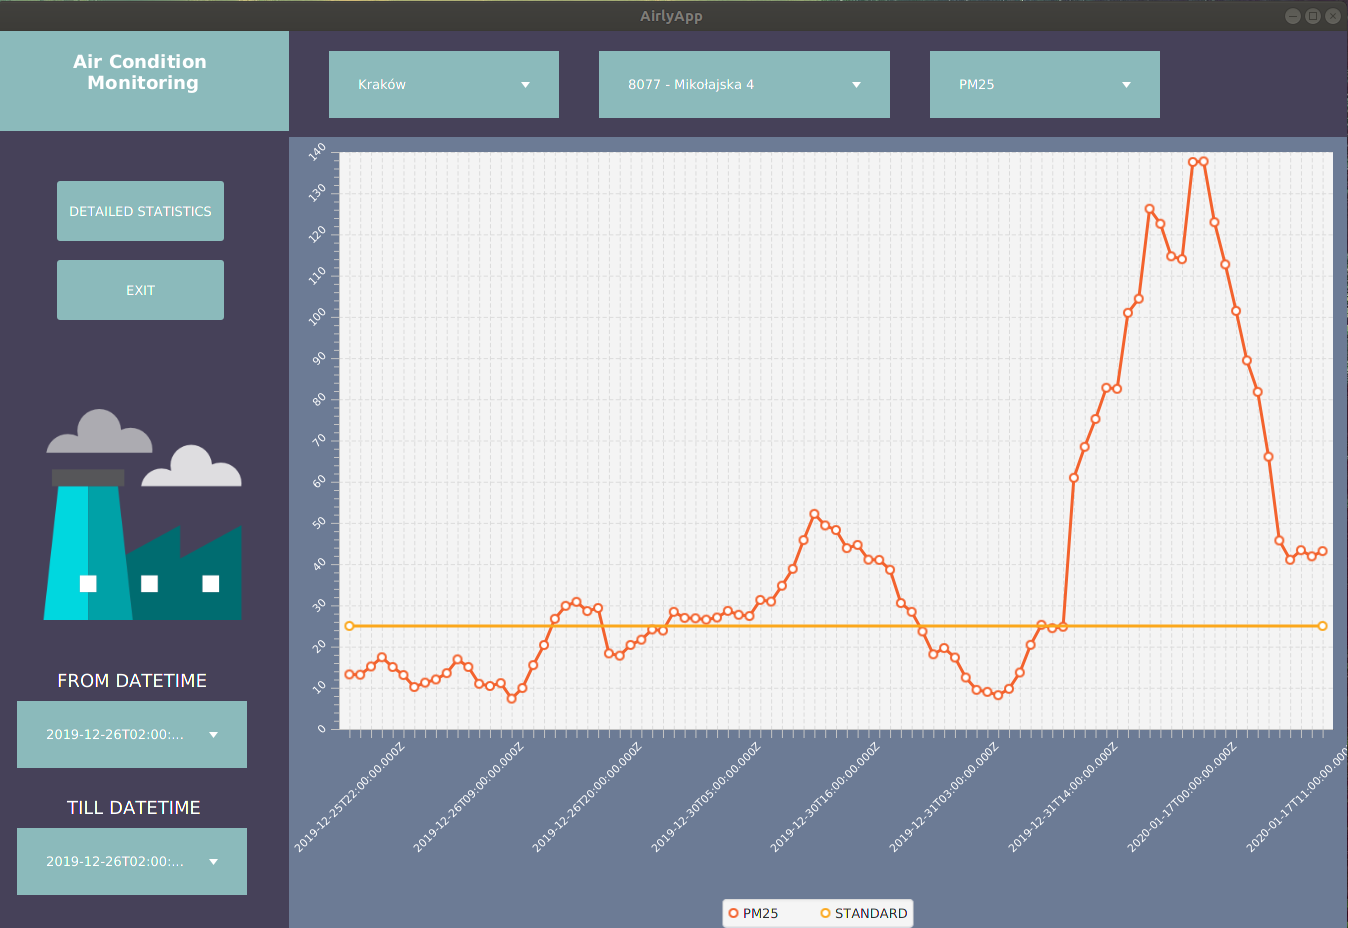 AirlyApp
Air Condition
Monitoring
Kraków
8077 - Mikołajska 4
PM25
DETAILED STATISTICS
EXIT
FROM DATETIME
2019-12-26T02:00:...
TILL DATETIME
2019-12-26T02:00:...
140
130
120
110
100
90
80
70
60
50
40
30
20
10
0
2019-12-25T22:00:00.000Z
2019-12-26T09:00:00.000Z
2019-12-26T20:00:00.000Z
2019-12-30T05:00:00.000Z
2019-12-30T16:00:00.000Z
2019-12-31T03:00:00.000Z
2019-12-31T14:00:00.000Z
2020-01-17T00:00:00.000Z
2020-01-17T11:00:00.000
PM25
STANDARD